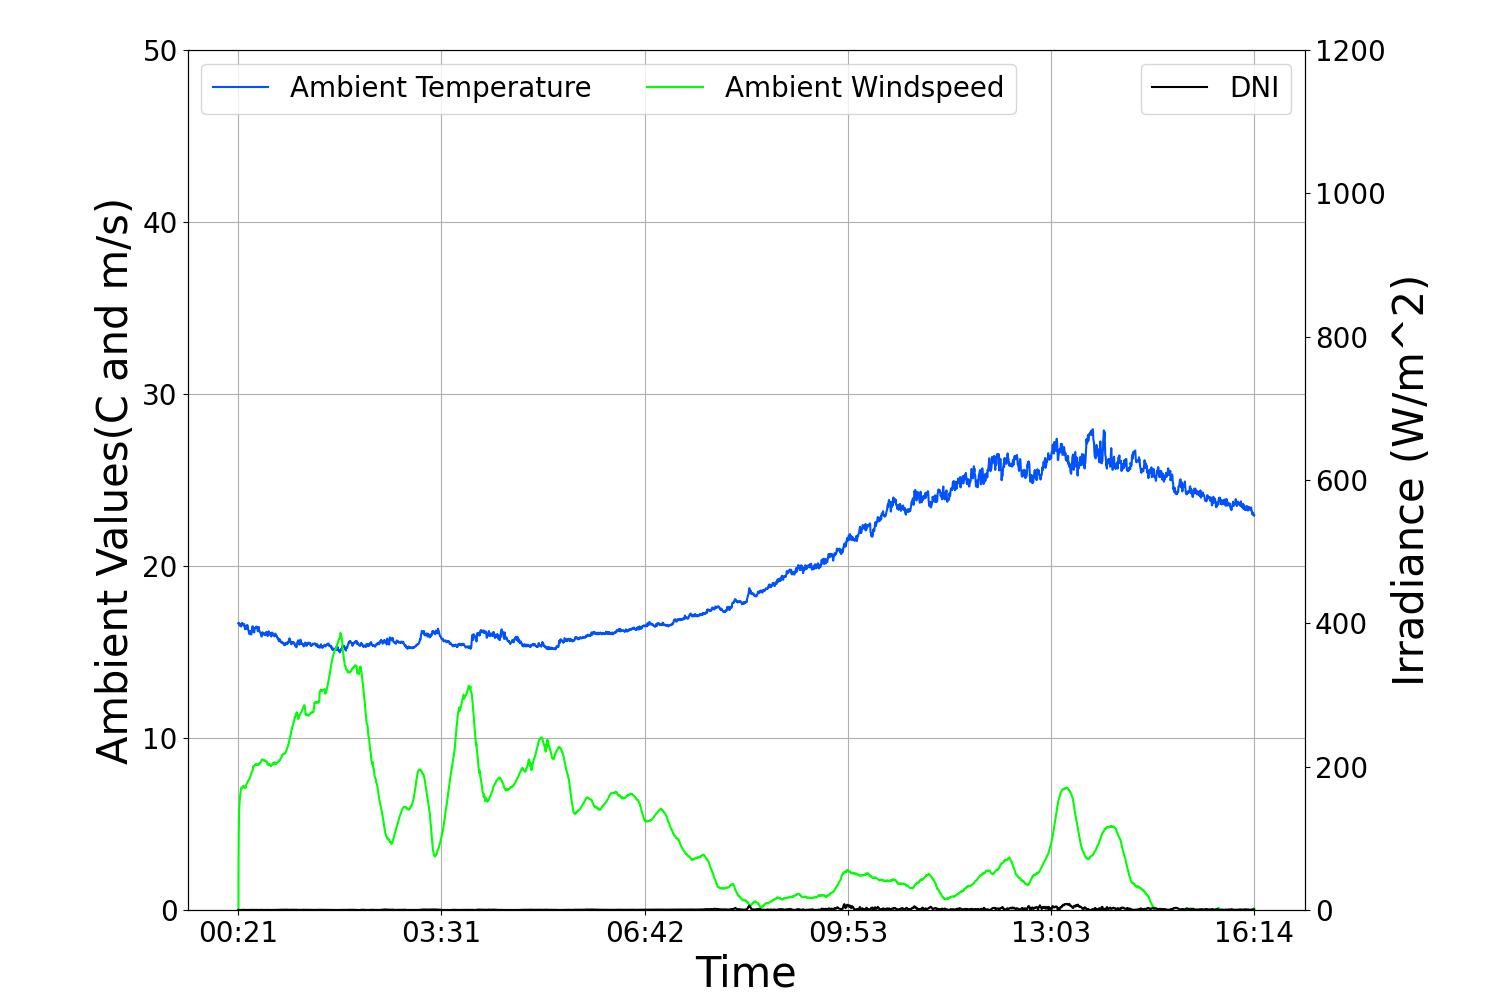 Ambient Temperature Ambient Windspeed DNI
Ambient Values(C and m/s)
50
40
30
20
10
0
1200
1000
800
600
400
200
0
Irradiance (W/m^2)
00:21 03:31 06:42 09:53 13:03 16:14
Time